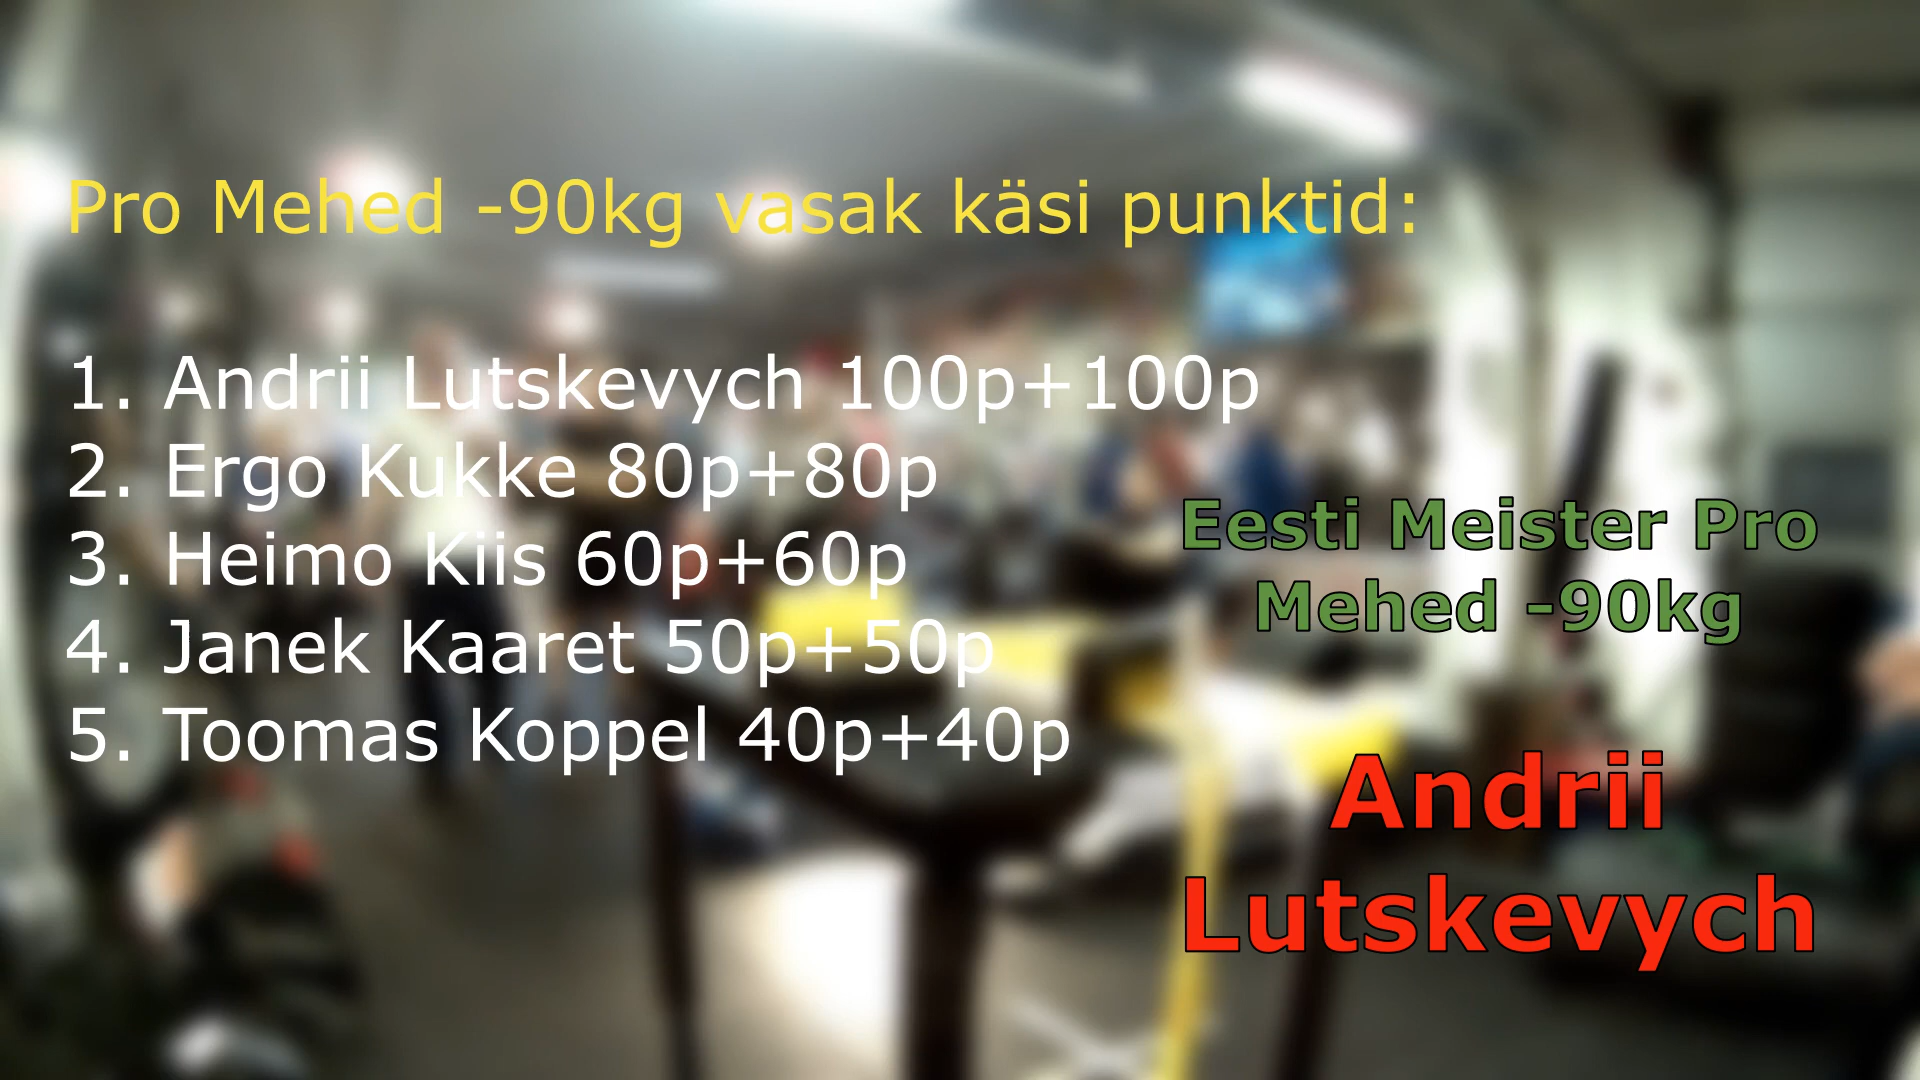 Pro Mehed -90kg vasak käsi punktid:
1. Andrii Lutskevych 100p+100p
2. Ergo Kukke 80p+80p
3. Heimo Kiis 60p+60p
4. Janek Kaaret 50p+50p
5. Toomas Koppel 40p+40p
Eesti Meister Pro
Mehed -90kg
Andrii
Lutskevych